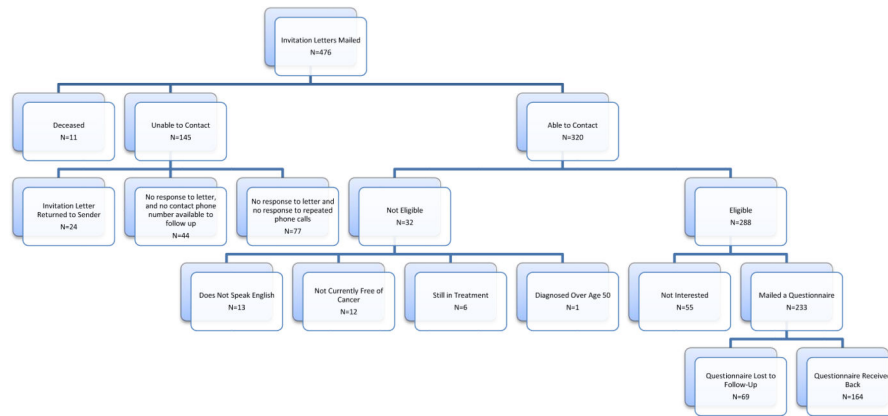 Invitation Letters Mailed
N=476
Deceased
N=11
Unable to Contact
N=145
Able to Contact
N=320
Invitation Letter
Returned to Sender
N=24
No response to letter,
and no contact phone
number available to
follow up
N=44
No response to letter and
no response to repeated
phone calls
N=77
Not Eligible
N=32
Eligible
N=288
Does Not Speak English
N=13
Not Currently Free of
Cancer
N=12
Still in Treatment
N=6
Diagnosed Over Age 50
N=1
Not Interested
N=55
Mailed a Questionnaire
N=233
Questionnaire Lost to
Follow-Up
N=69
Questionnaire Received
Back
N=164